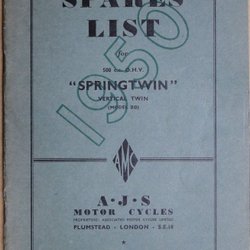 SPARES
LIST
for
500 c.c. O.H.V.
"SPRINGTWIN"
VERTICAL TWIN
(MODEL 20)
1950
AMC
A·J·S
MOTOR CYCLES
PROPRIETORS: ASSOCIATED MOTOR CYCLES LIMITED
PLUMSTEAD · LONDON · S.E.18